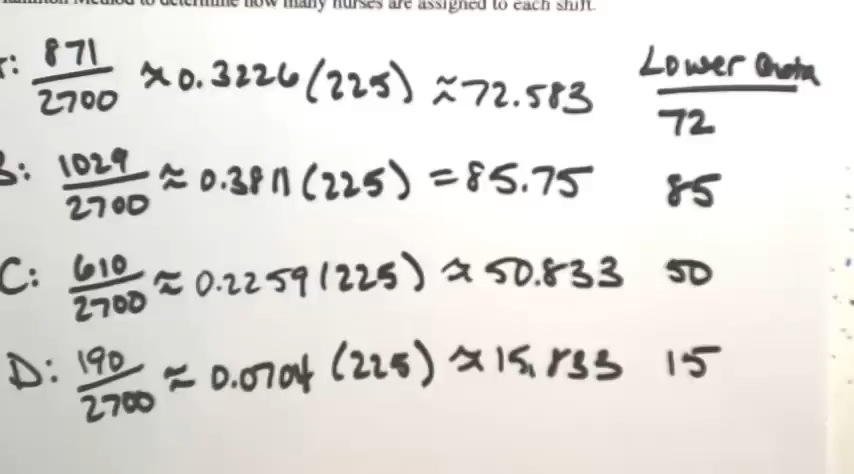 Method to determine how many nurses are assigned to each shift.
: 871/2700 ≈ 0.3226 (225) ≈ 72.583
Lower Quota
72
B: 1029/2700 ≈ 0.3811 (225) = 85.75 85
C: 610/2700 ≈ 0.2259 (225) ≈ 50.833 50
D: 190/2700 ≈ 0.0704 (225) ≈ 15.833 15